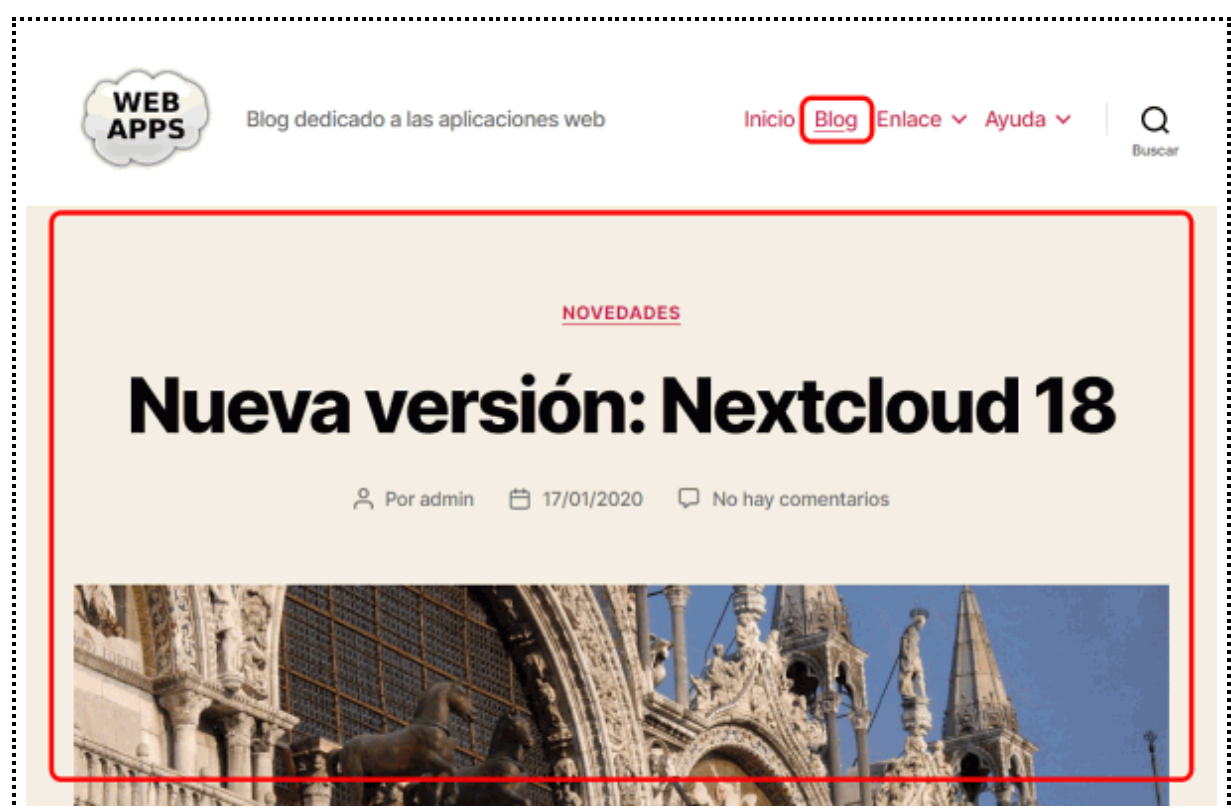 WEB
APPS
Blog dedicado a las aplicaciones web
Inicio Blog Enlace Ayuda
Buscar
NOVEDADES
Nueva versión: Nextcloud 18
Por admin 17/01/2020 No hay comentarios